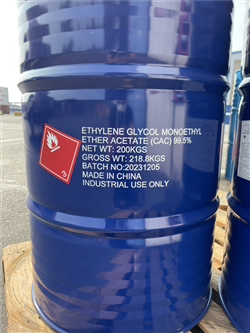 ETHYLENE GLYCOL MONOETHYL
ETHER ACETATE (CAC) 99.5%
NET WT: 200KGS
GROSS WT: 218.8KGS
BATCH NO:20231205
MADE IN CHINA
INDUSTRIAL USE ONLY
3